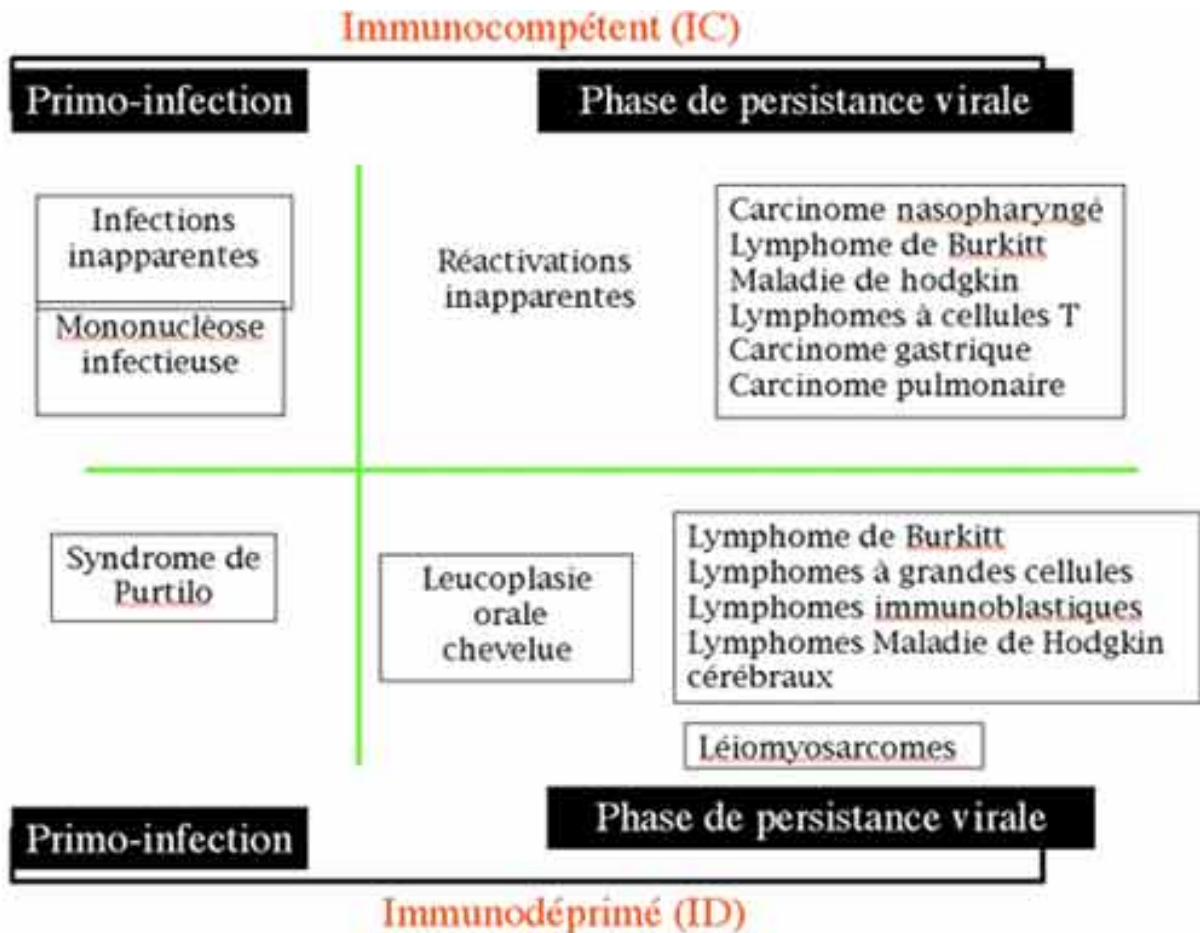 Immunocompétent (IC)
Primo-infection
Phase de persistance virale
Infections
inapparentes
Mononuclèose
infectieuse
Réactivations
inapparentes
Carcinome nasopharyngé
Lymphome de Burkitt
Maladie de hodgkin
Lymphomes à cellules T
Carcinome gastrique
Carcinome pulmonaire
Syndrome de
Purtilo
Leucoplasie
orale
chevelue
Lymphome de Burkitt
Lymphomes à grandes cellules
Lymphomes immunoblastiques
Lymphomes Maladie de Hodgkin
cérébraux
Léiomyosarcomes
Primo-infection
Phase de persistance virale
Immunodéprimé (ID)